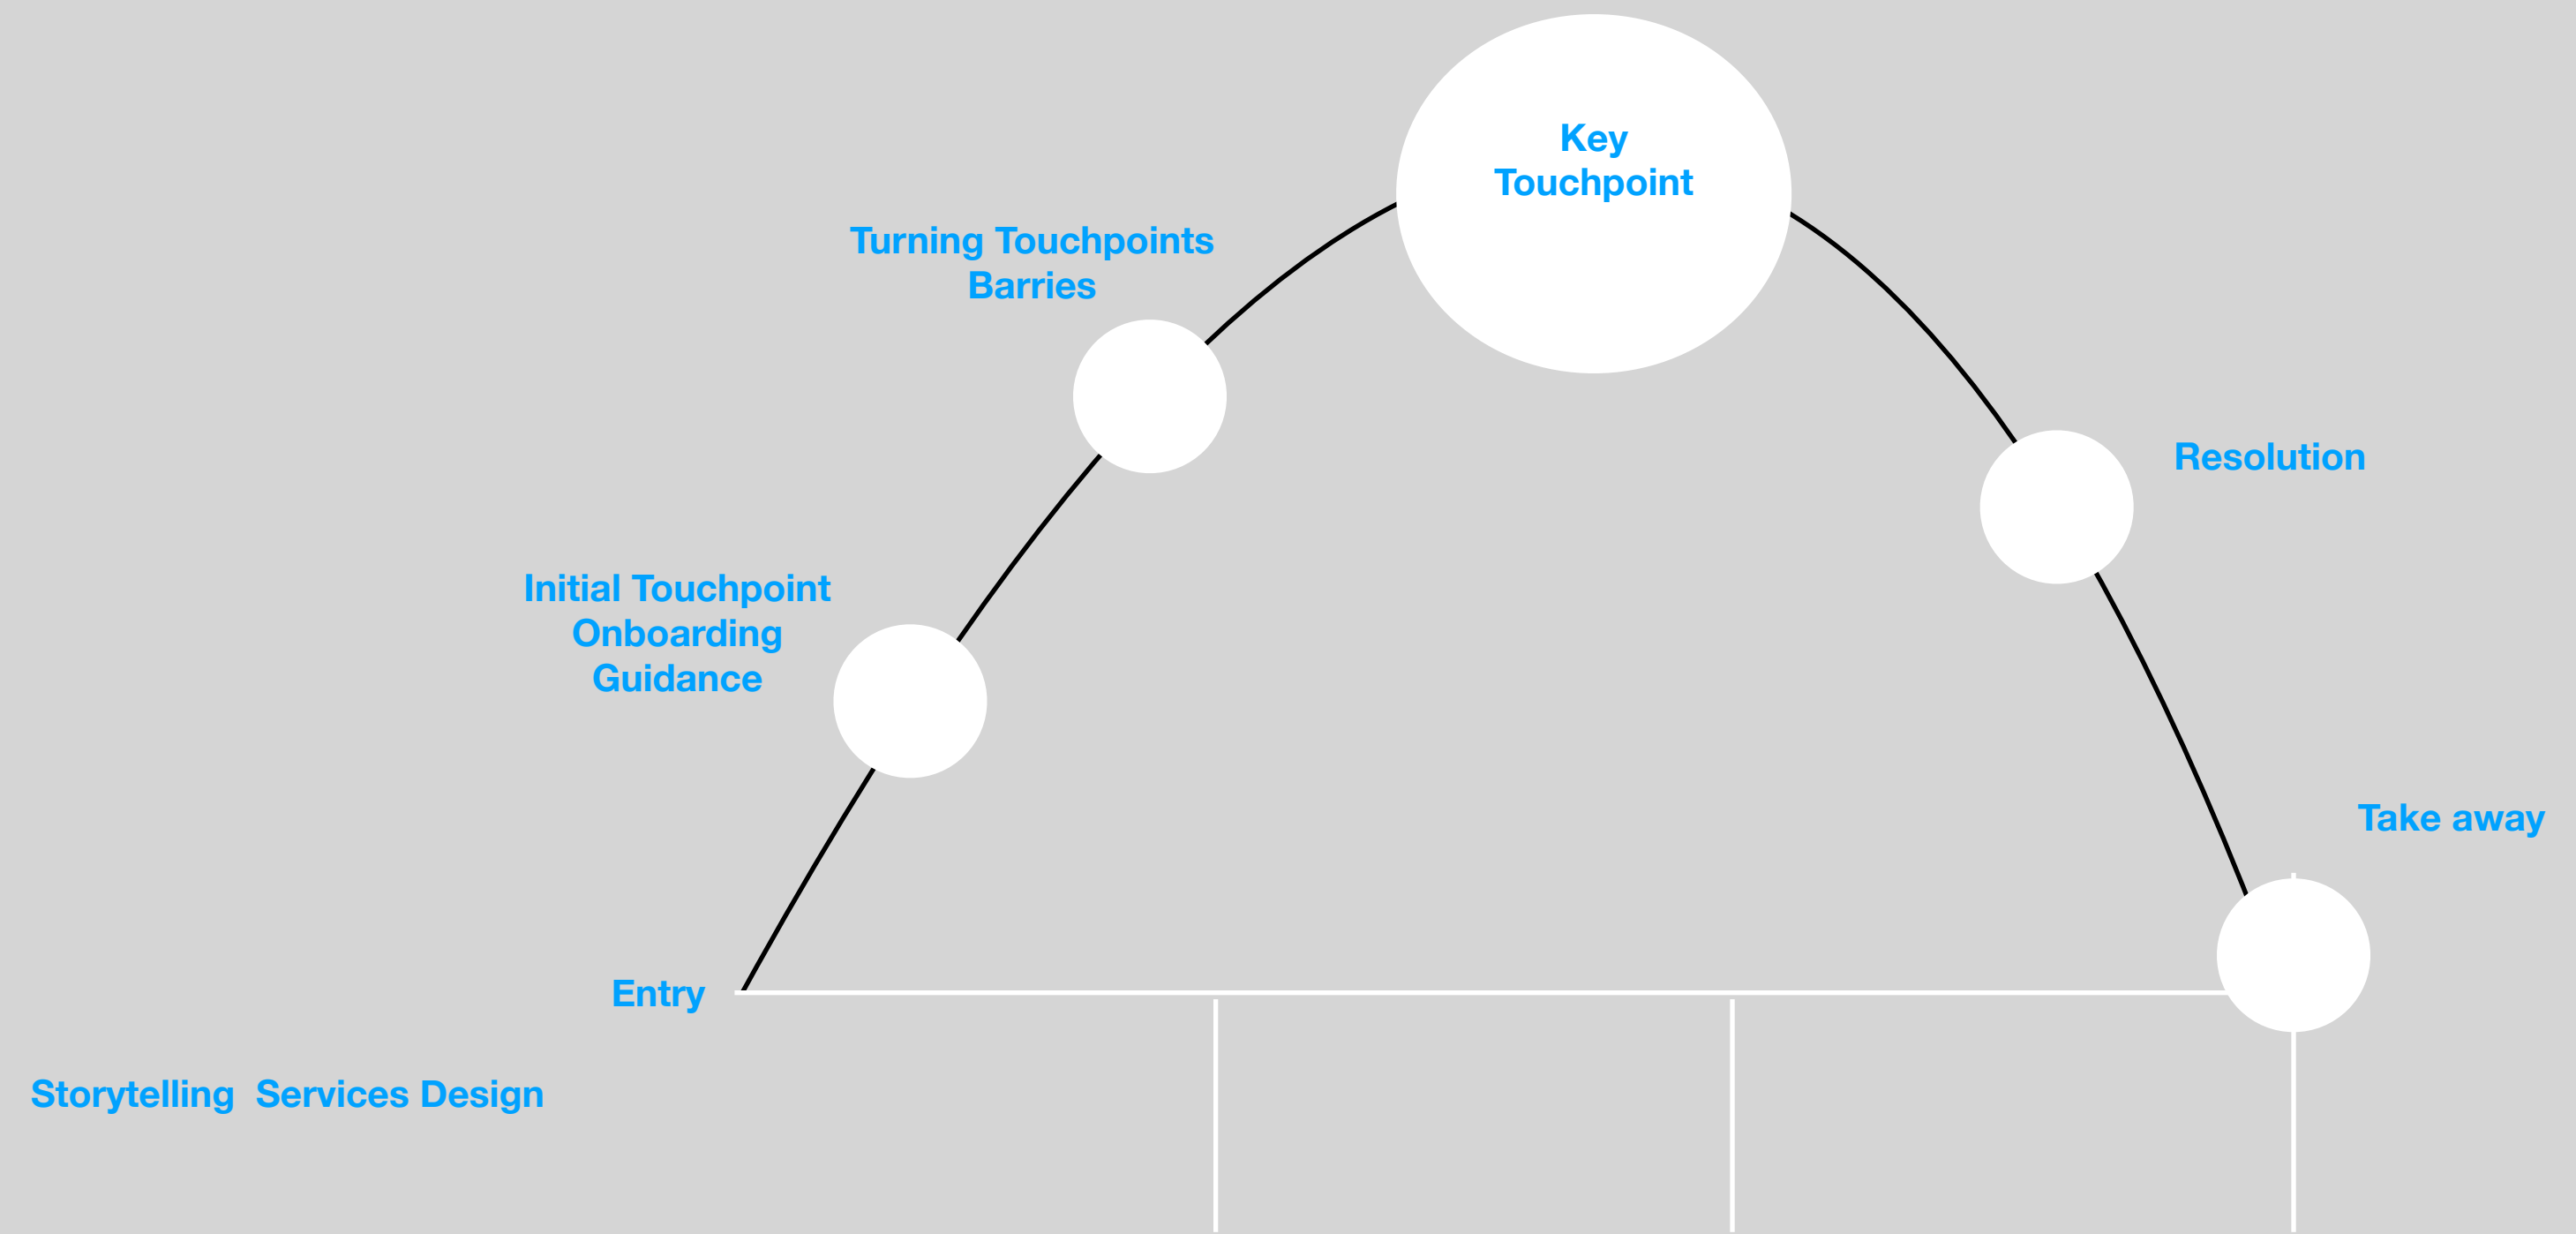 Key
Touchpoint
Turning Touchpoints
Barries
Resolution
Initial Touchpoint
Onboarding
Guidance
Take away
Entry
Storytelling  Services Design